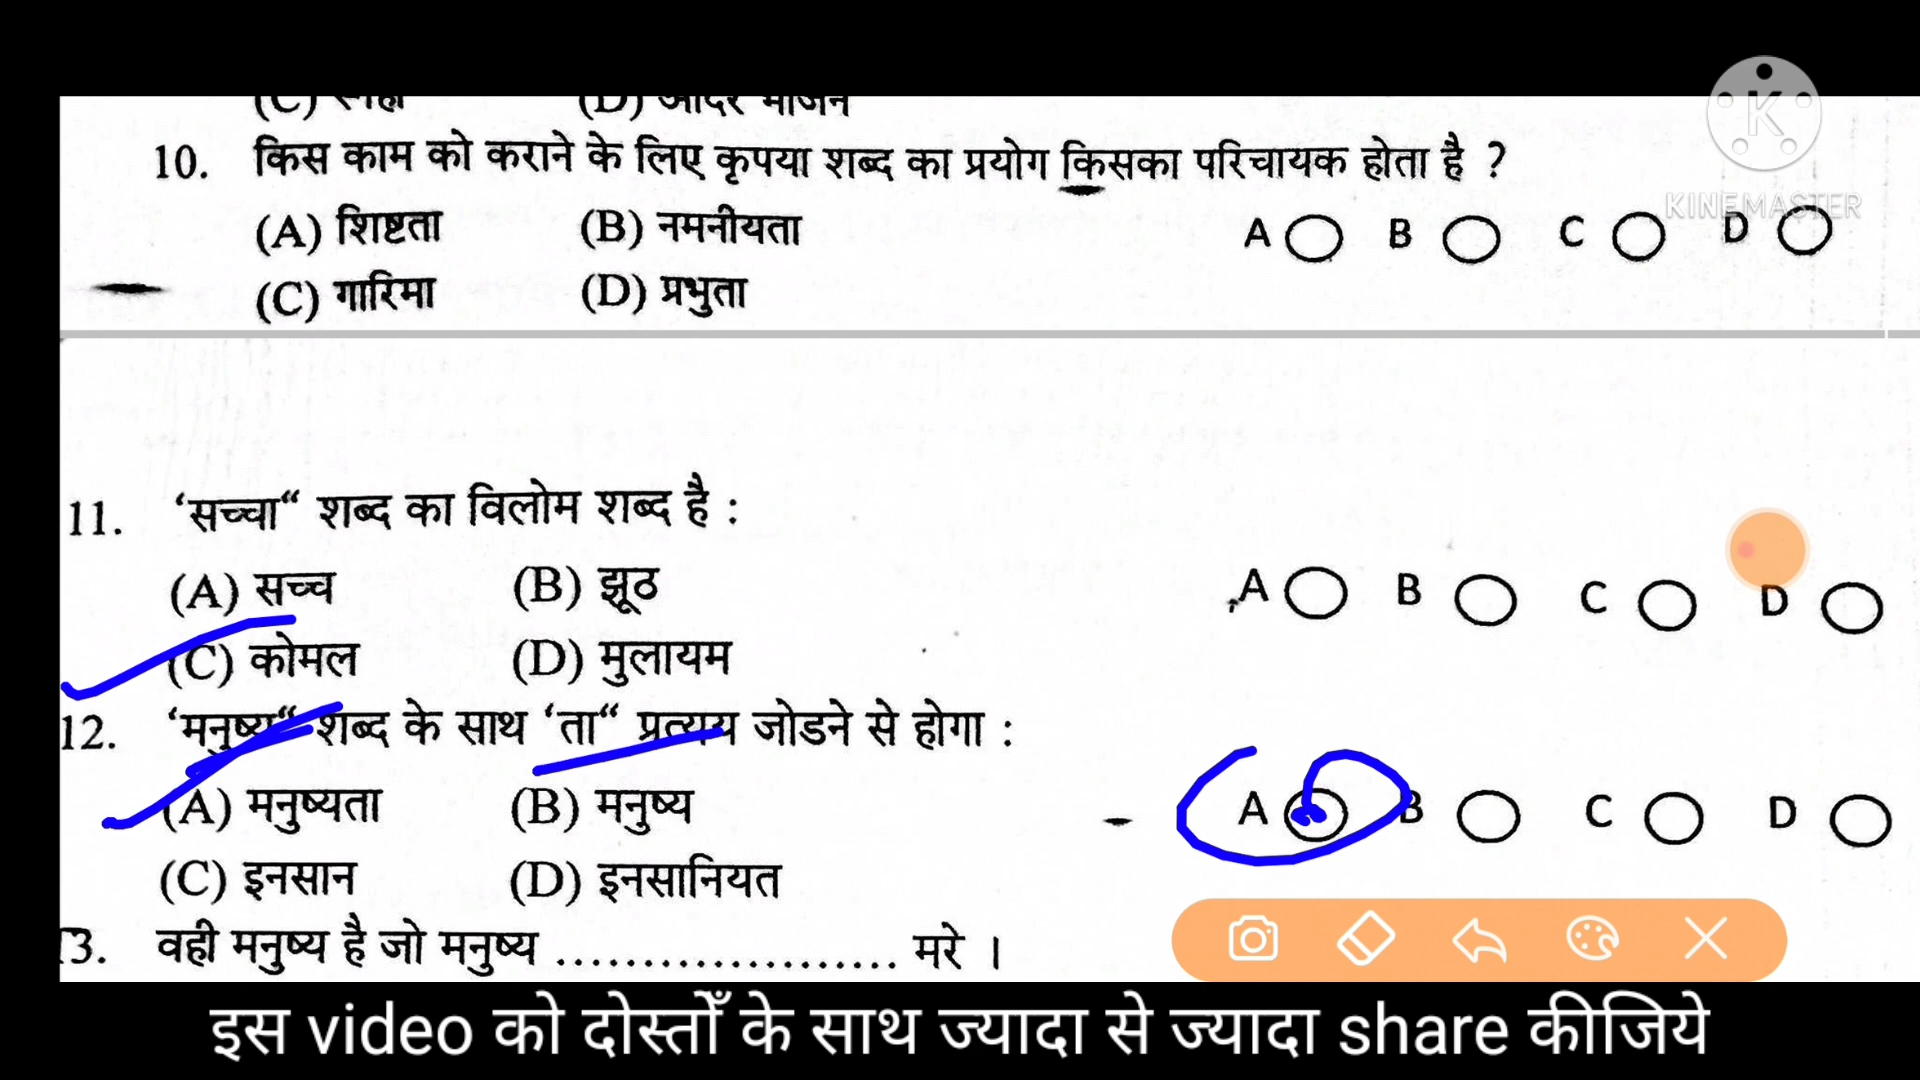 10. किस काम को कराने के लिए कृपया शब्द का प्रयोग किसका परिचायक होता है ?
(A) शिष्टता (B) नमनीयता A B C D
(C) गारिमा (D) प्रभुता
KINEMASTER
11. ‘सच्चा“ शब्द का विलोम शब्द है :
(A) सच्च (B) झूठ A B C D
(C) कोमल (D) मुलायम
12. ‘मनुष्य“ शब्द के साथ ‘ता“ प्रत्यय जोडने से होगा :
(A) मनुष्यता (B) मनुष्य A B C D
(C) इनसान (D) इनसानियत
13. वही मनुष्य है जो मनुष्य .................... मरे ।
इस video को दोस्तोँ के साथ ज्यादा से ज्यादा share कीजिये